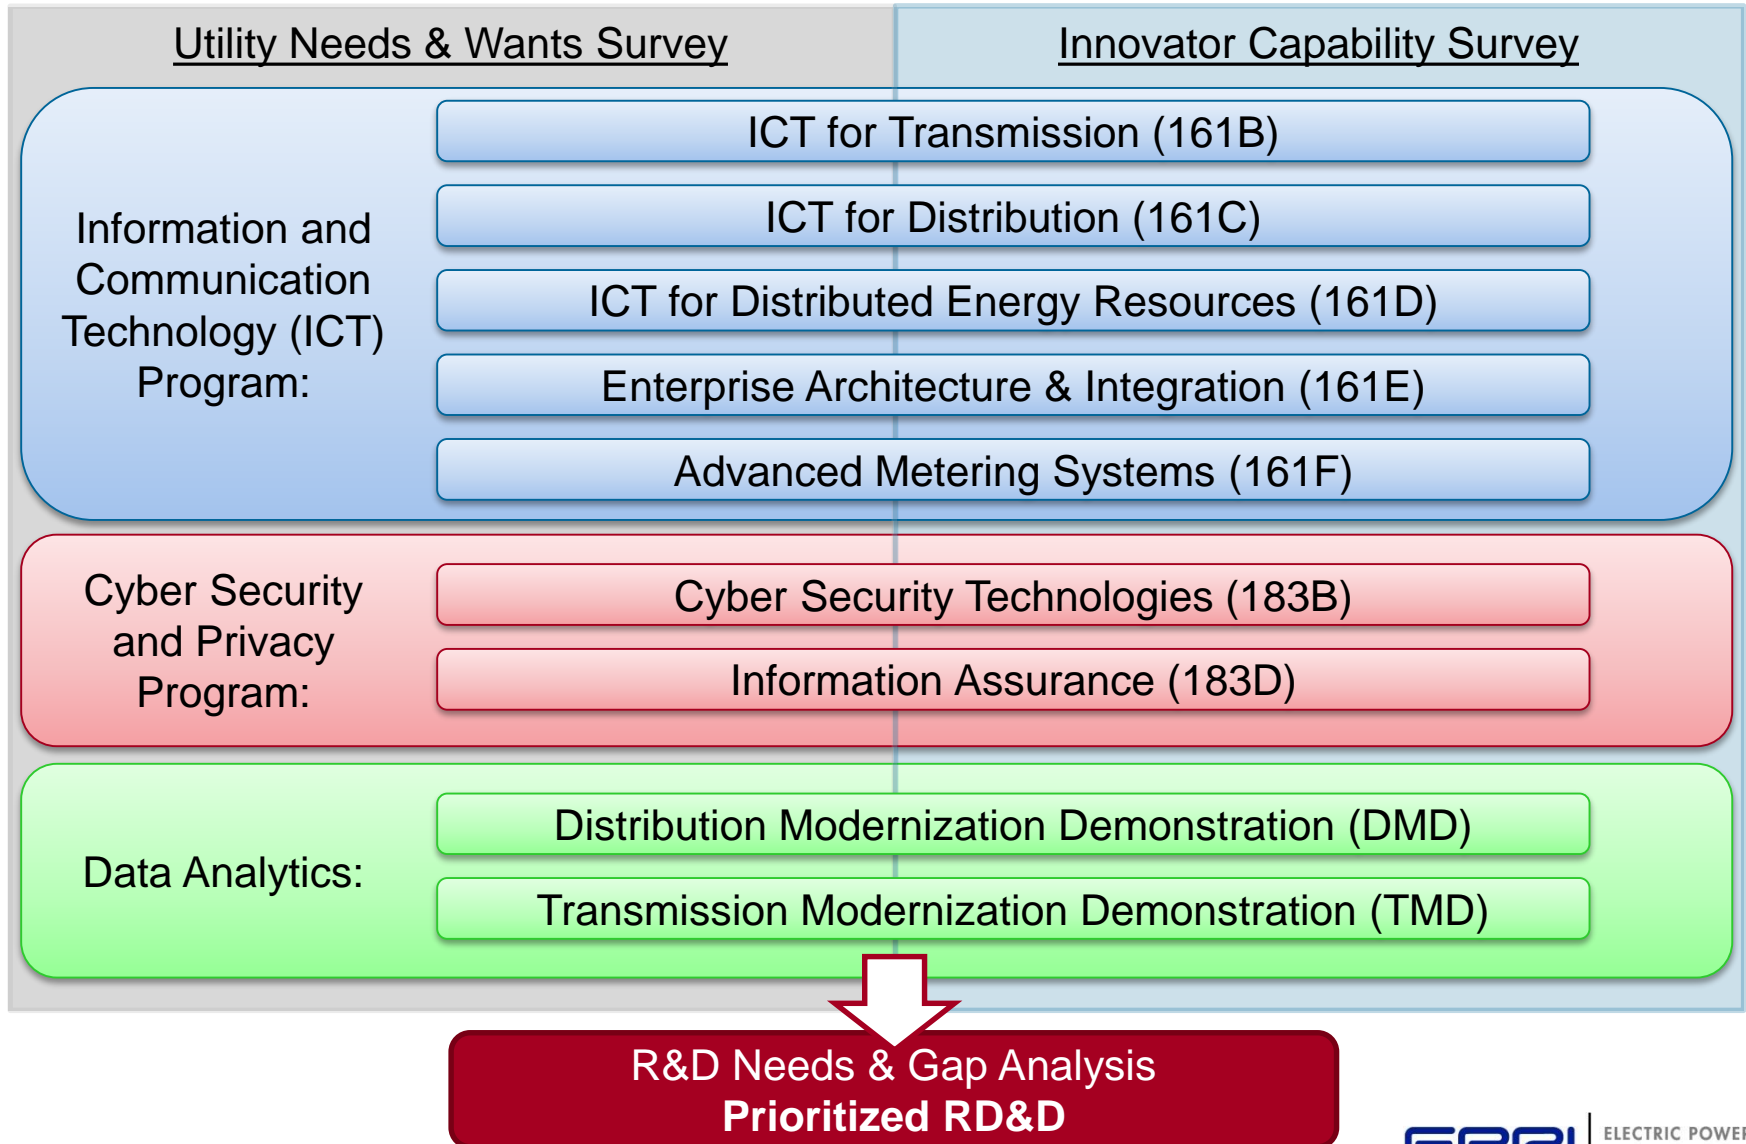 Utility Needs & Wants Survey
Innovator Capability Survey
Information and
Communication
Technology (ICT)
Program:
ICT for Transmission (161B)
ICT for Distribution (161C)
ICT for Distributed Energy Resources (161D)
Enterprise Architecture & Integration (161E)
Advanced Metering Systems (161F)
Cyber Security
and Privacy
Program:
Cyber Security Technologies (183B)
Information Assurance (183D)
Data Analytics:
Distribution Modernization Demonstration (DMD)
Transmission Modernization Demonstration (TMD)
R&D Needs & Gap Analysis
Prioritized RD&D
EPRI
ELECTRIC POWER